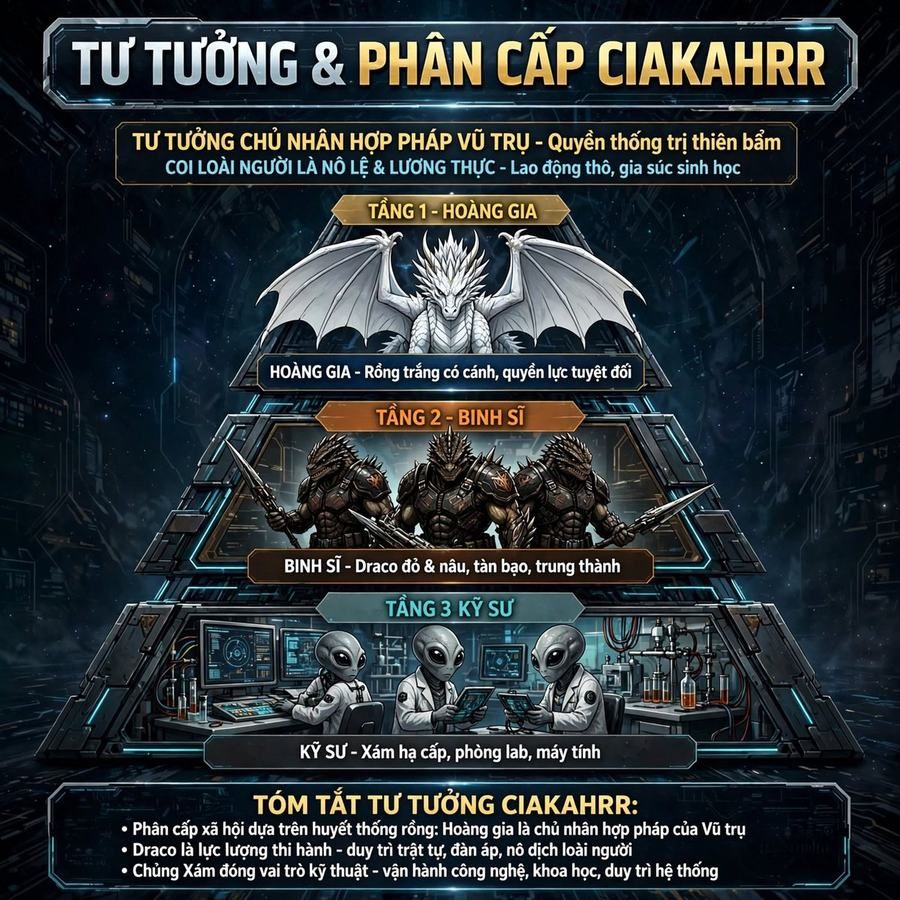 TƯ TƯỞNG & PHÂN CẤP CIAKAHRR
TƯ TƯỞNG CHỦ NHÂN HỢP PHÁP VŨ TRỤ - Quyền thống trị thiên bẩm
COI LOÀI NGƯỜI LÀ NÔ LỆ & LƯƠNG THỰC - Lao động thô, gia súc sinh học
TẦNG 1 - HOÀNG GIA
HOÀNG GIA - Rồng trắng có cánh, quyền lực tuyệt đối
TẦNG 2 - BINH SĨ
BINH SĨ - Draco đỏ & nâu, tàn bạo, trung thành
TẦNG 3 KỸ SƯ
KỸ SƯ - Xám hạ cấp, phòng lab, máy tính
TÓM TẮT TƯ TƯỞNG CIAKAHRR:
• Phân cấp xã hội dựa trên huyết thống rồng: Hoàng gia là chủ nhân hợp pháp của Vũ trụ
• Draco là lực lượng thi hành - duy trì trật tự, đàn áp, nô dịch loài người
• Chủng Xám đóng vai trò kỹ thuật - vận hành công nghệ, khoa học, duy trì hệ thống